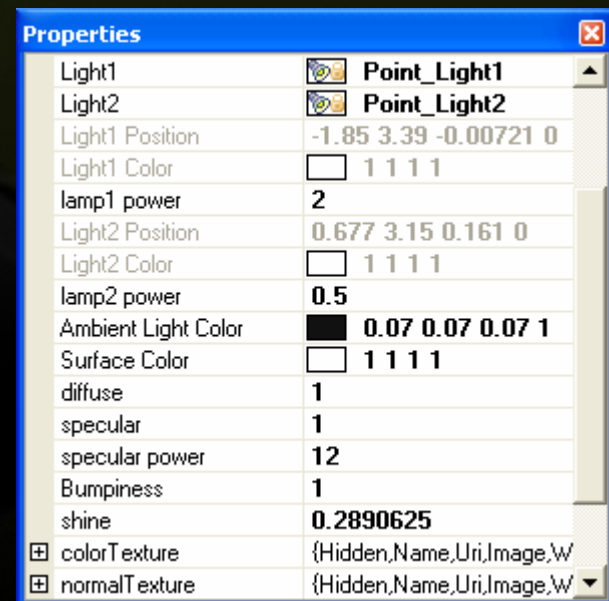 Properties
Light1 Point_Light1
Light2 Point_Light2
Light1 Position -1.85 3.39 -0.00721 0
Light1 Color 1 1 1 1
lamp1 power 2
Light2 Position 0.677 3.15 0.161 0
Light2 Color 1 1 1 1
lamp2 power 0.5
Ambient Light Color 0.07 0.07 0.07 1
Surface Color 1 1 1 1
diffuse 1
specular 1
specular power 12
Bumpiness 1
shine 0.2890625
colorTexture {Hidden,Name,Uri,Image,W
normalTexture {Hidden,Name,Uri,Image,W